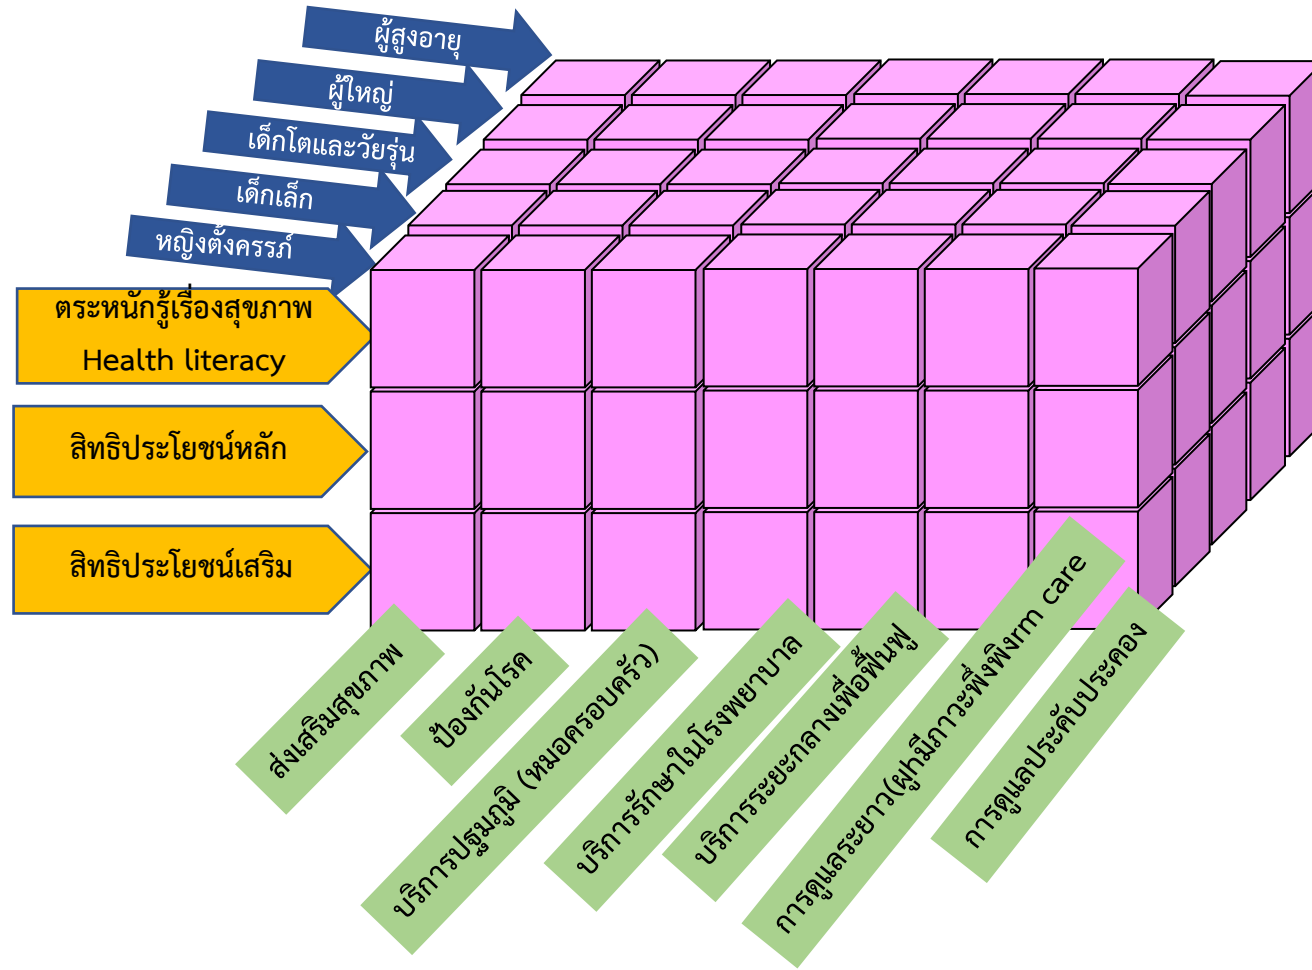 ผู้สูงอายุ
ผู้ใหญ่
เด็กโตและวัยรุ่น
เด็กเล็ก
หญิงตั้งครรภ์
ตระหนักรู้เรื่องสุขภาพ
Health literacy
สิทธิประโยชน์หลัก
สิทธิประโยชน์เสริม
ส่งเสริมสุขภาพ
ป้องกันโรค
บริการปฐมภูมิ (หมอครอบครัว)
บริการรักษาในโรงพยาบาล
บริการระยะกลางเพื่อฟื้นฟู
การดูแลระยาว(ผูhมีภาวะพึ่งพิงrm care
การดูแลประคับประคอง